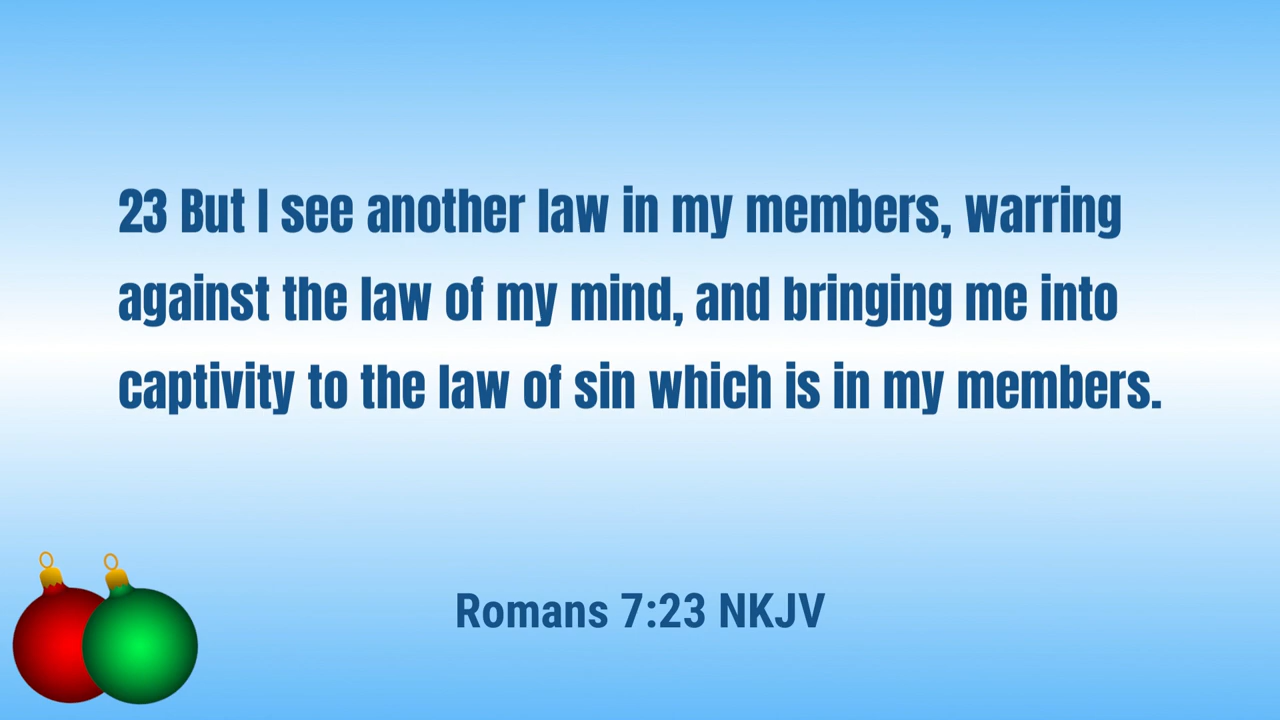 23 But I see another law in my members, warring
against the law of my mind, and bringing me into
captivity to the law of sin which is in my members.
Romans 7:23 NKJV